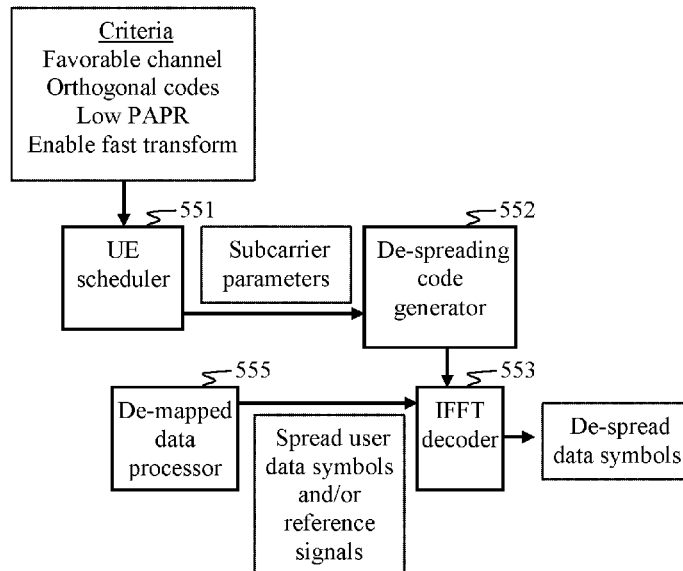 Criteria
Favorable channel
Orthogonal codes
Low PAPR
Enable fast transform
551
UE
scheduler
Subcarrier
parameters
552
De-spreading
code
generator
555
De-mapped
data
processor
Spread user
data symbols
and/or
reference
signals
553
IFFT
decoder
De-spread
data symbols